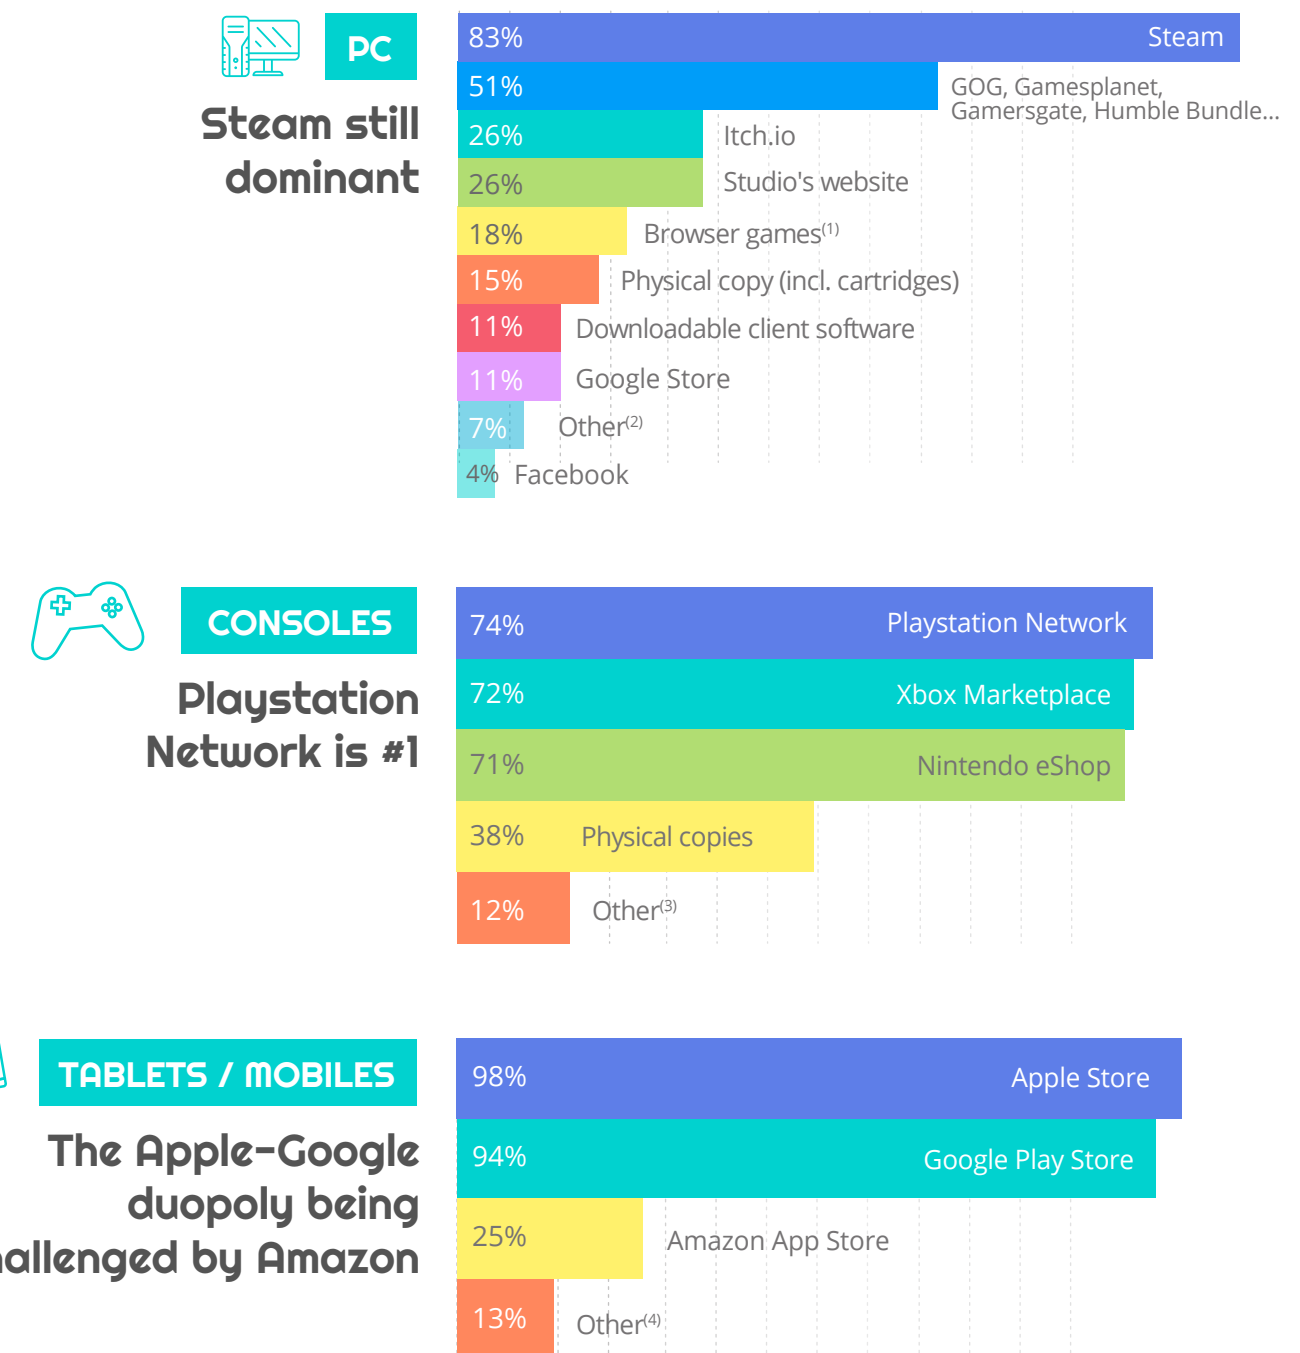 PC
Steam still
dominant
83% Steam
51% GOG, Gamesplanet,
Gamersgate, Humble Bundle...
26% Itch.io
26% Studio's website
18% Browser games(1)
15% Physical copy (incl. cartridges)
11% Downloadable client software
11% Google Store
7% Other(2)
4% Facebook
CONSOLES
Playstation
Network is #1
74% Playstation Network
72% Xbox Marketplace
71% Nintendo eShop
38% Physical copies
12% Other(3)
TABLETS / MOBILES
The Apple-Google
duopoly being
allenged by Amazon
98% Apple Store
94% Google Play Store
25% Amazon App Store
13% Other(4)